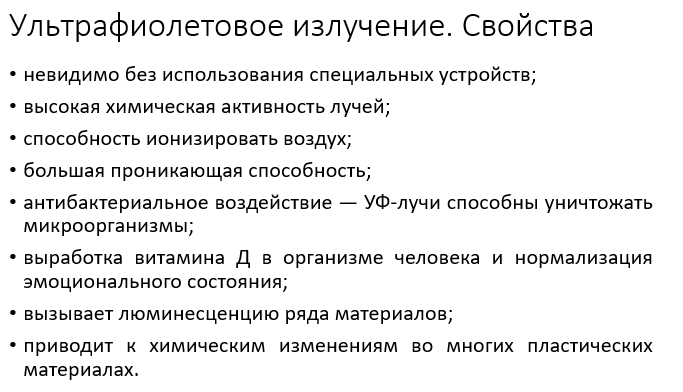 Ультрафиолетовое излучение. Свойства
• невидимо без использования специальных устройств;
• высокая химическая активность лучей;
• способность ионизировать воздух;
• большая проникающая способность;
• антибактериальное воздействие — УФ-лучи способны уничтожать
микроорганизмы;
• выработка витамина Д в организме человека и нормализация
эмоционального состояния;
• вызывает люминесценцию ряда материалов;
• приводит к химическим изменениям во многих пластических
материалах.